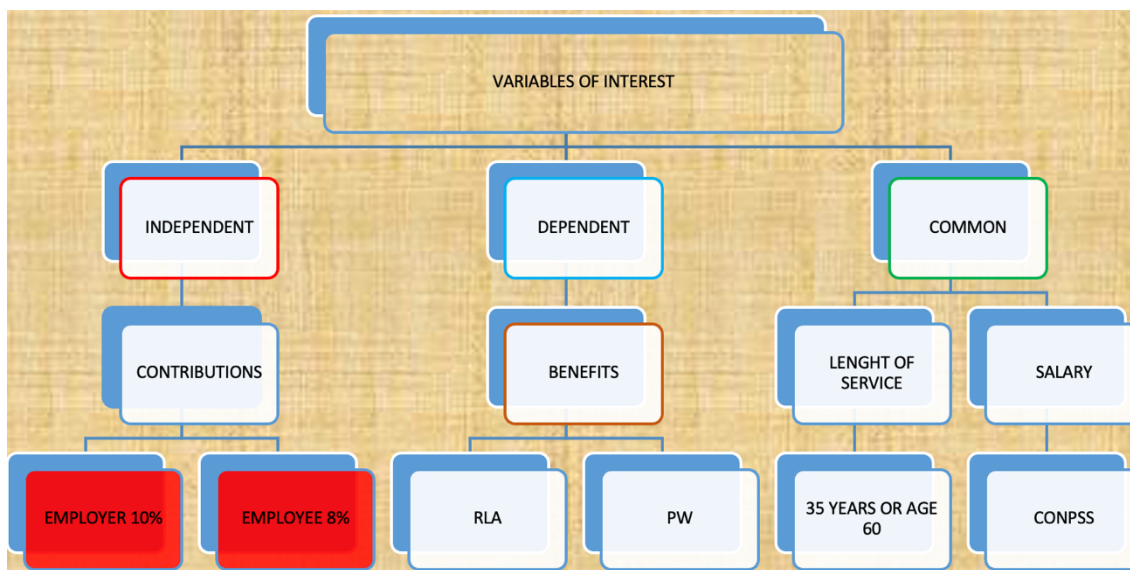 VARIABLES OF INTEREST
INDEPENDENT
DEPENDENT
COMMON
CONTRIBUTIONS
BENEFITS
LENGHT OF
SERVICE
SALARY
EMPLOYER 10%
EMPLOYEE 8%
RLA
PW
35 YEARS OR AGE
60
CONPSS